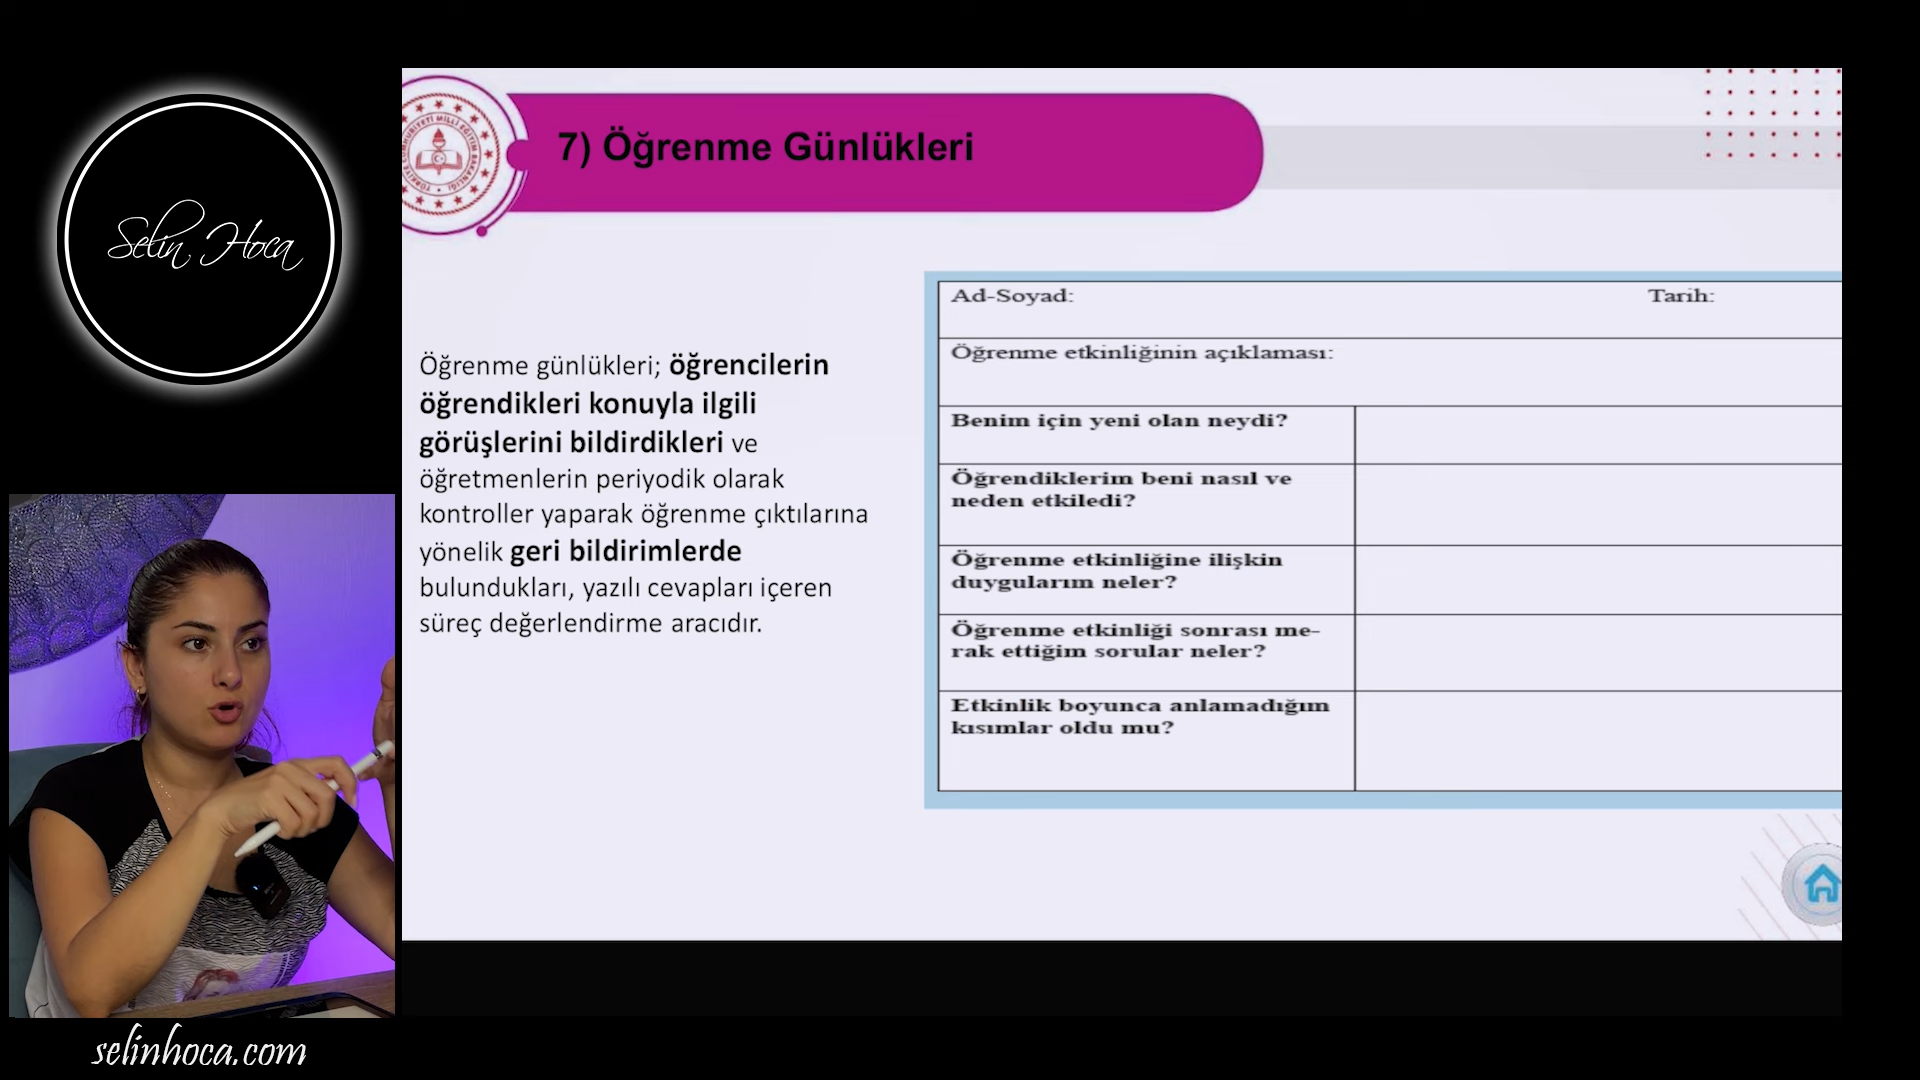 Selin Hoca
7) Öğrenme Günlükleri
Öğrenme günlükleri; öğrencilerin
öğrendikleri konuyla ilgili
görüşlerini bildirdikleri ve
öğretmenlerin periyodik olarak
kontroller yaparak öğrenme çıktılarına
yönelik geri bildirimlerde
bulundukları, yazılı cevapları içeren
süreç değerlendirme aracıdır.
Ad-Soyad: Tarih:
Öğrenme etkinliğinin açıklaması:
Benim için yeni olan neydi?
Öğrendiklerim beni nasıl ve
neden etkiledi?
Öğrenme etkinliğine ilişkin
duygularım neler?
Öğrenme etkinliği sonrası me-
rak ettiğim sorular neler?
Etkinlik boyunca anlamadığım
kısımlar oldu mu?
selinhoca.com